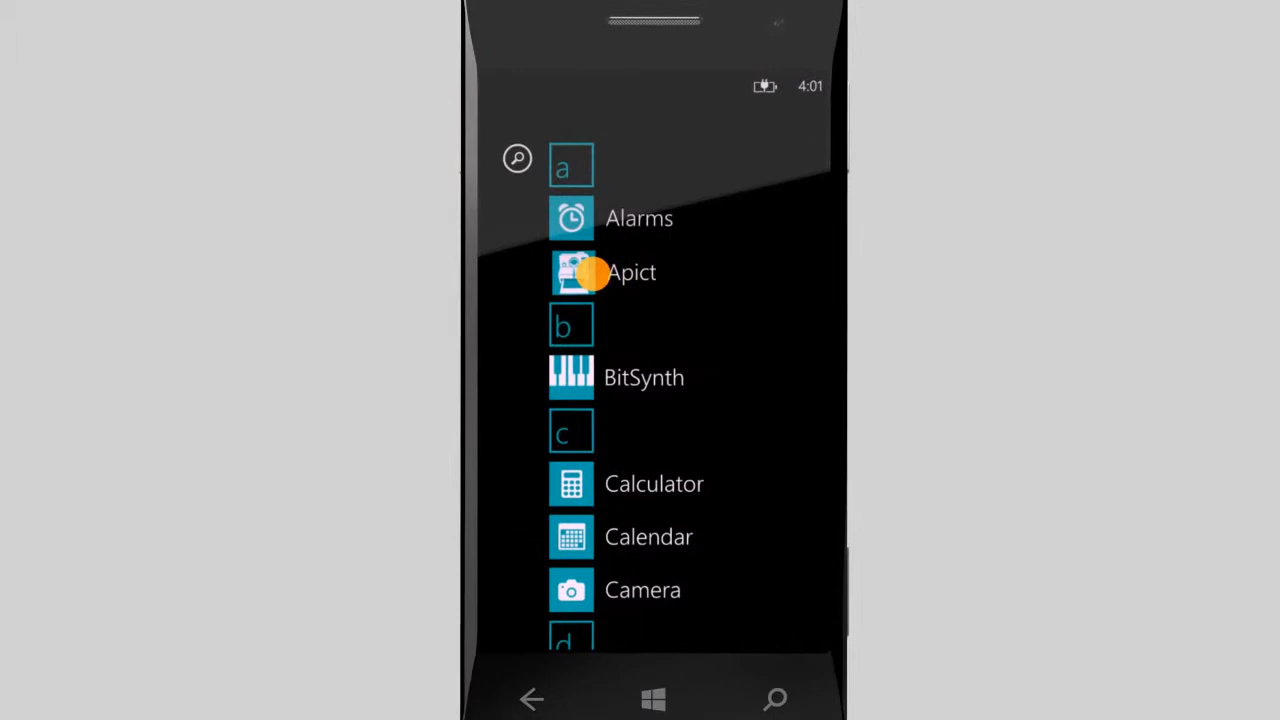 4:01
a
Alarms
Apict
b
BitSynth
c
Calculator
Calendar
Camera
d